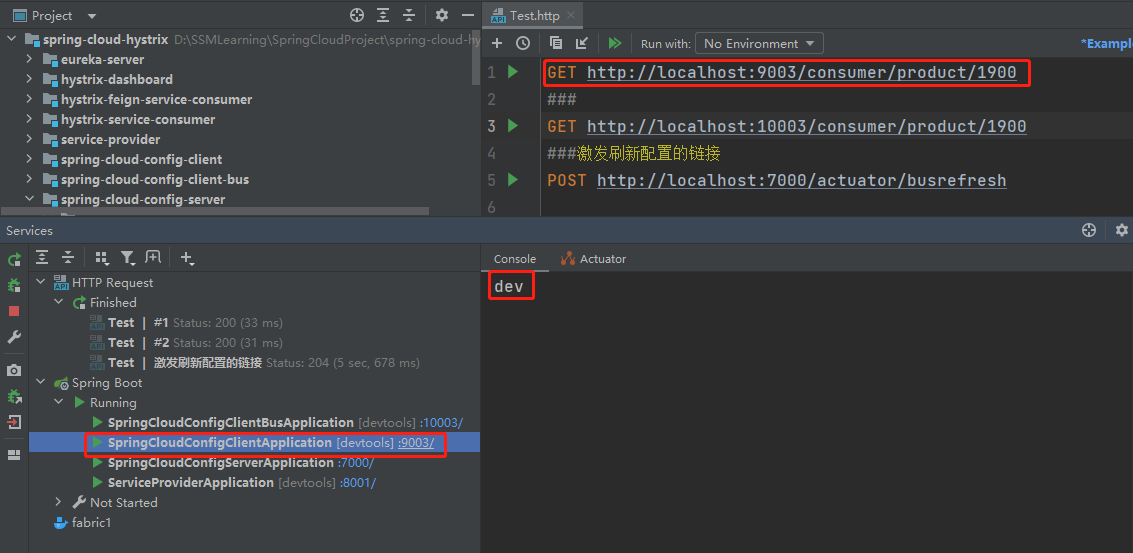 Project
spring-cloud-hystrix D:\SSMLearning\SpringCloudProject\spring-cloud-hy
eureka-server
hystrix-dashboard
hystrix-feign-service-consumer
hystrix-service-consumer
service-provider
spring-cloud-config-client
spring-cloud-config-client-bus
spring-cloud-config-server
API Test.http
Run with: No Environment *Example
1 GET http://localhost:9003/consumer/product/1900
2 ###
3 GET http://localhost:10003/consumer/product/1900
4 ###激发刷新配置的链接
5 POST http://localhost:7000/actuator/busrefresh
6
Services
API HTTP Request
Finished
API Test | #1 Status: 200 (33 ms)
API Test | #2 Status: 200 (31 ms)
API Test | 激发刷新配置的链接 Status: 204 (5 sec, 678 ms)
Spring Boot
Running
SpringCloudConfigClientBusApplication [devtools] :10003/
SpringCloudConfigClientApplication [devtools] :9003/
SpringCloudConfigServerApplication :7000/
ServiceProviderApplication [devtools] :8001/
Not Started
fabric1
Console Actuator
dev